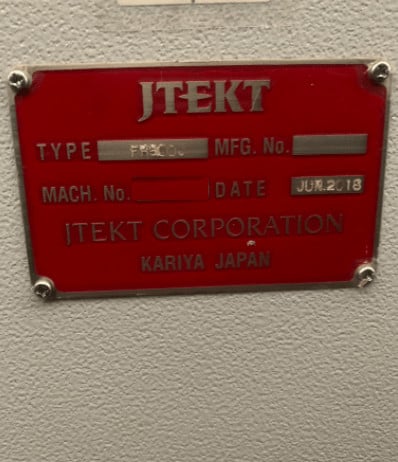 JTEKT
TYPE MFG. No.
MACH. No. DATE JUN.2018
JTEKT CORPORATION
KARIYA JAPAN